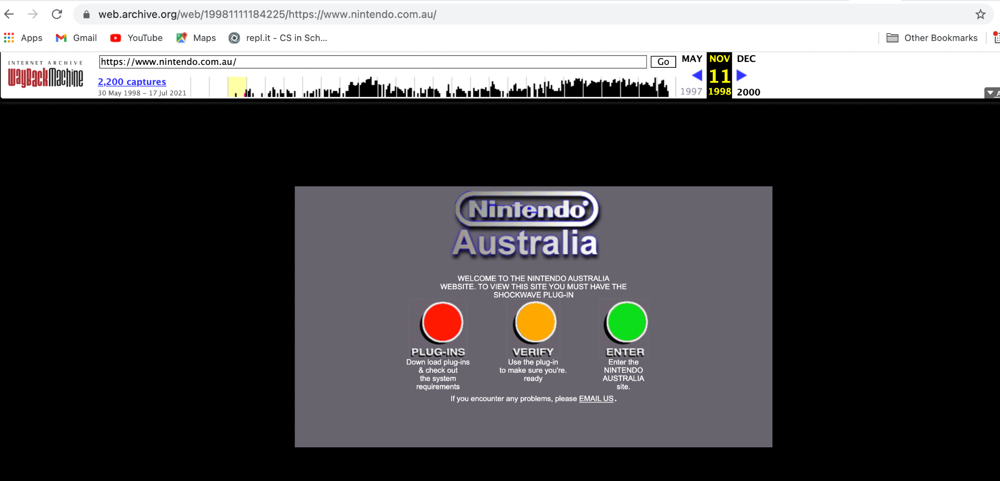 web.archive.org/web/19981111184225/https://www.nintendo.com.au/
Apps Gmail YouTube Maps repl.it - CS in Sch... Other Bookmarks
INTERNET ARCHIVE
WayBackMachine
https://www.nintendo.com.au/
Go
2,200 captures
30 May 1998 – 17 Jul 2021
MAY NOV DEC
11
1997 1998 2000
Nintendo
Australia
WELCOME TO THE NINTENDO AUSTRALIA
WEBSITE. TO VIEW THIS SITE YOU MUST HAVE THE
SHOCKWAVE PLUG-IN
PLUG-INS
Down load plug-ins
& check out
the system
requirements
VERIFY
Use the plug-in
to make sure you're.
ready
ENTER
Enter the
NINTENDO
AUSTRALIA
site.
If you encounter any problems, please EMAIL US.